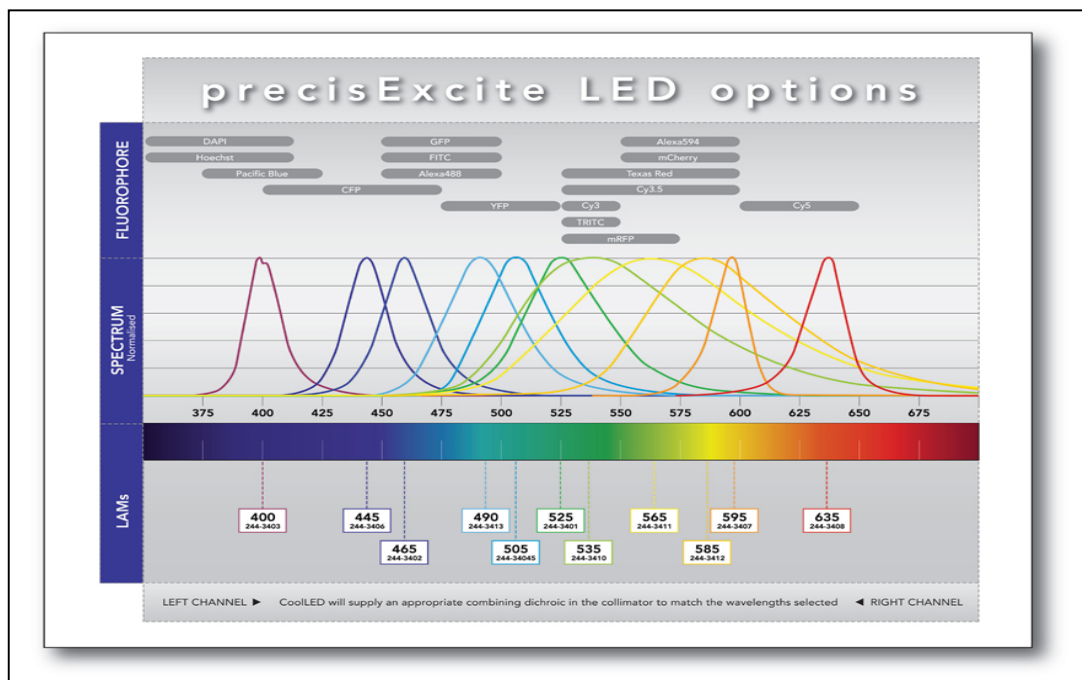 precisExcite LED options
FLUOROPHORE
DAPI GFP Alexa594
Hoechst FITC mCherry
Pacific Blue Alexa488 Texas Red
CFP Cy3.5
YFP Cy3 Cy5
TRITC
mRFP
SPECTRUM
Normalised
375 400 425 450 475 500 525 550 575 600 625 650 675
LAMs
400 445 490 525 565 595 635
244-3403 244-3406 244-3413 244-3401 244-3411 244-3407 244-3408
465 505 535 585
244-3402 244-34045 244-3410 244-3412
LEFT CHANNEL ► CoolLED will supply an appropriate combining dichroic in the collimator to match the wavelengths selected ◄ RIGHT CHANNEL